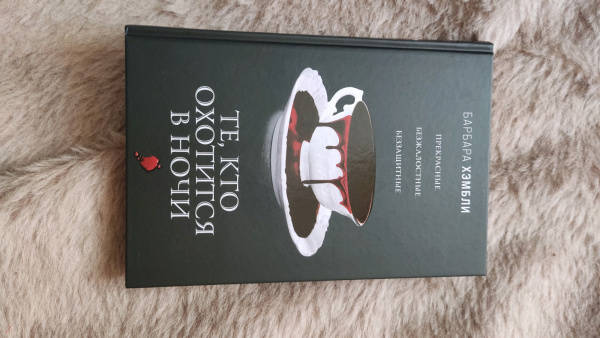 БАРБАРА ХЭМБЛИ
ПРЕКРАСНЫЕ
БЕЗЖАЛОСТНЫЕ
БЕЗЗАЩИТНЫЕ
ТЕ, КТО
ОХОТИТСЯ
В НОЧИ